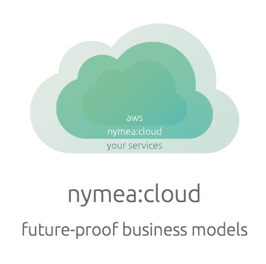 aws
nymea:cloud
your services
nymea:cloud
future-proof business models